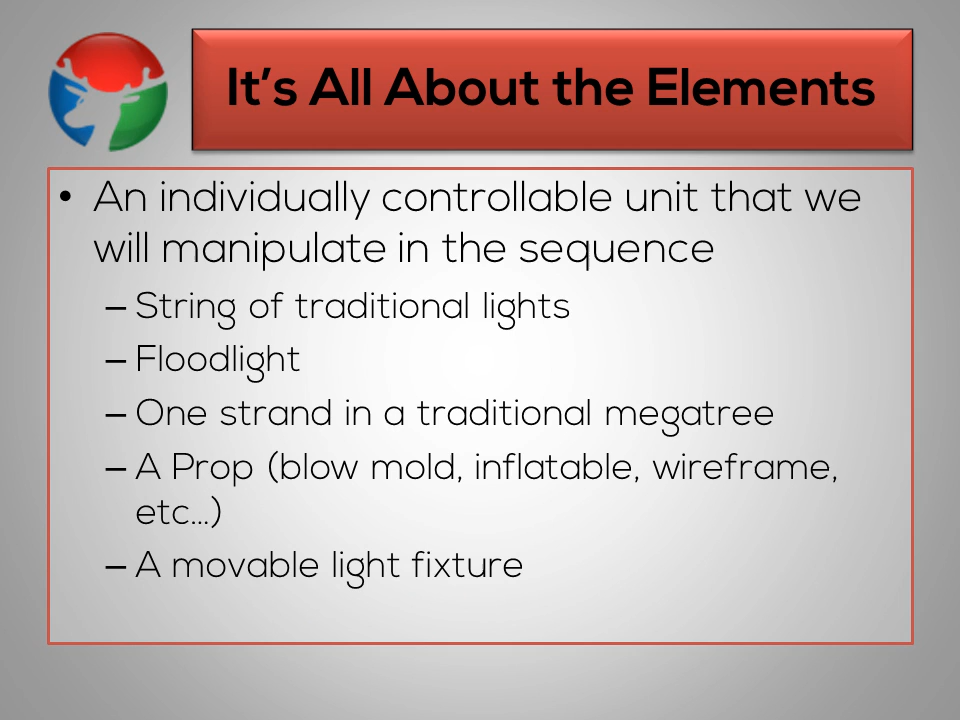 It’s All About the Elements
• An individually controllable unit that we
will manipulate in the sequence
– String of traditional lights
– Floodlight
– One strand in a traditional megatree
– A Prop (blow mold, inflatable, wireframe,
etc…)
– A movable light fixture